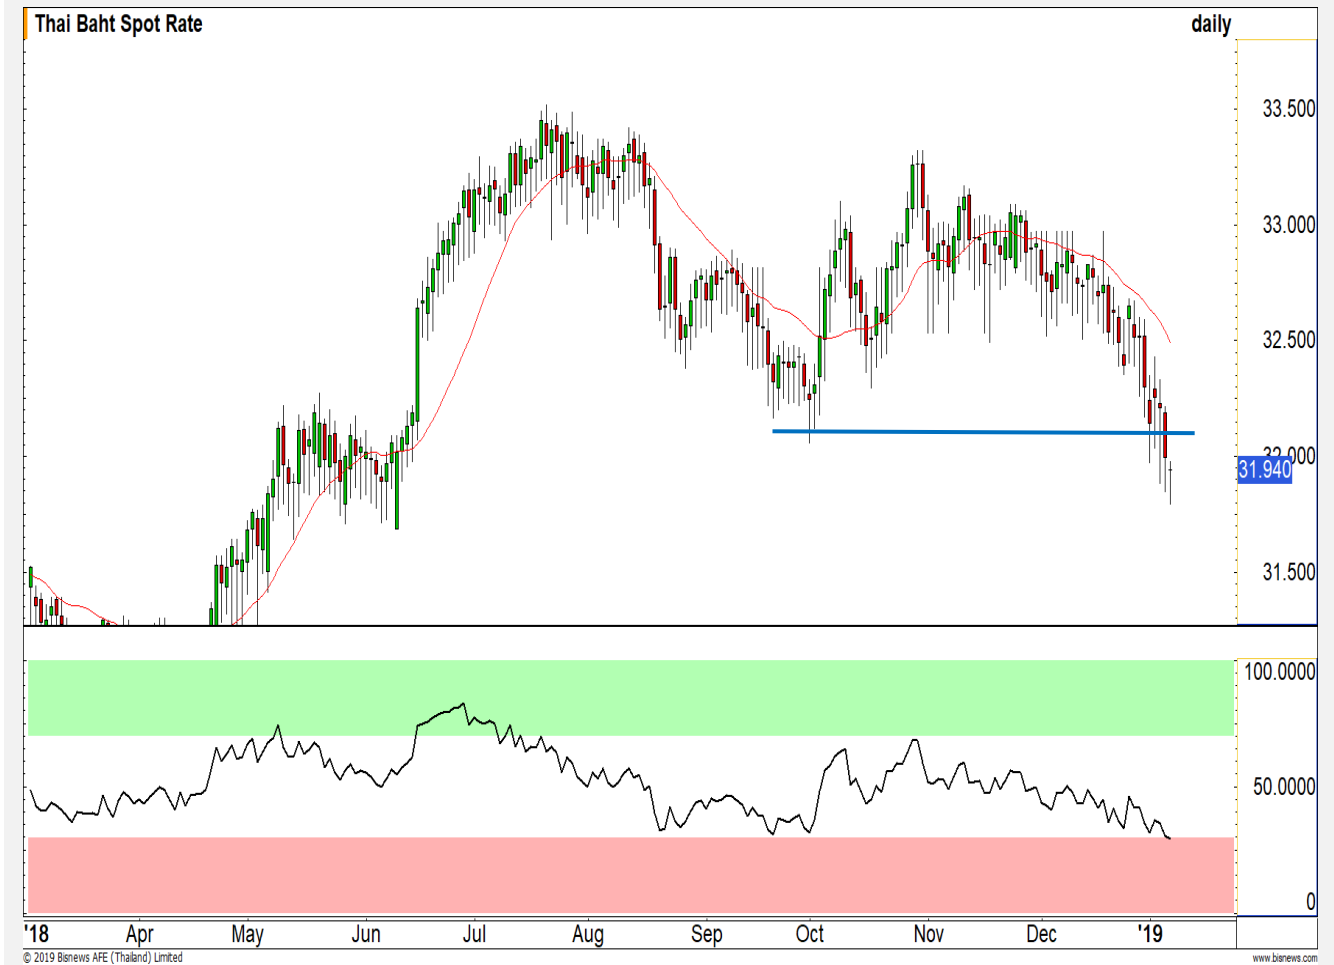 Thai Baht Spot Rate
daily
33.500
33.000
32.500
32.000
31.940
31.500
100.0000
50.0000
0
'18 Apr May Jun Jul Aug Sep Oct Nov Dec '19
© 2019 Bisnews AFE (Thailand) Limited
www.bisnews.com